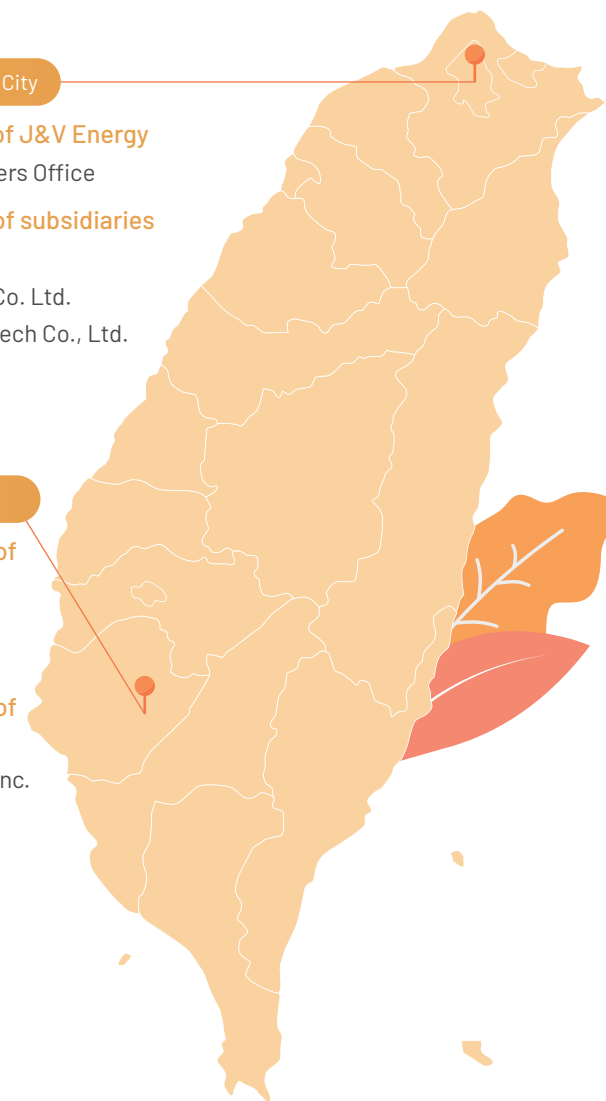 City
of J&V Energy
ers Office
of subsidiaries
Co. Ltd.
ech Co., Ltd.
of
of
nc.